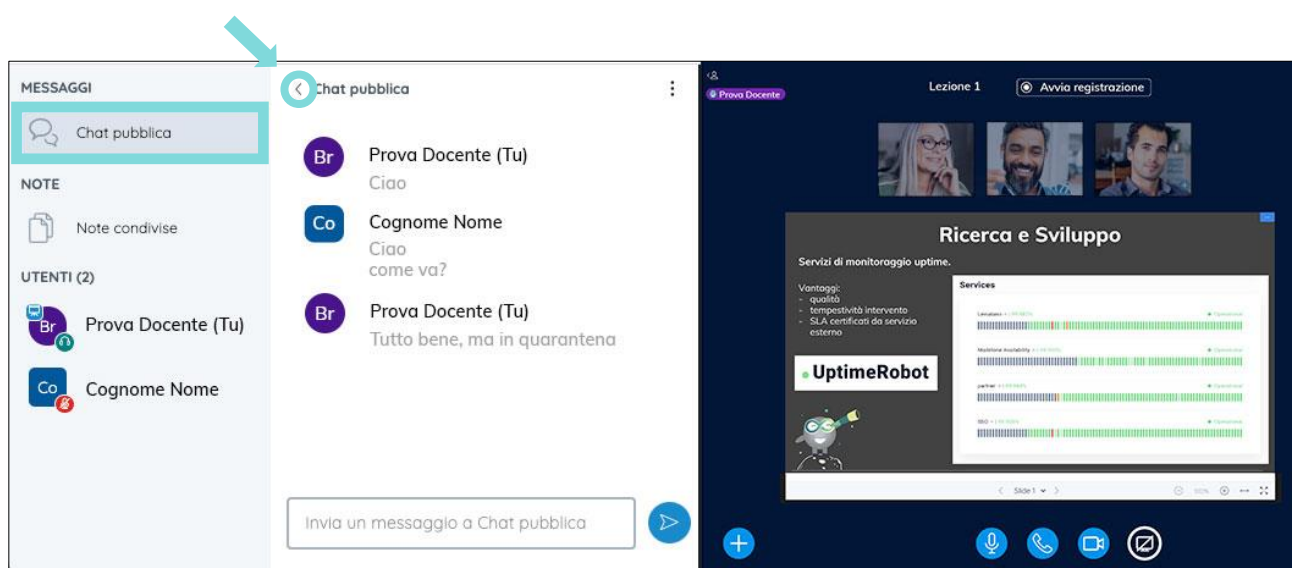 MESSAGGI
Chat pubblica
NOTE
Note condivise
UTENTI (2)
Br
Prova Docente (Tu)
Co
Cognome Nome
Chat pubblica
Br
Prova Docente (Tu)
Ciao
Co
Cognome Nome
Ciao
come va?
Br
Prova Docente (Tu)
Tutto bene, ma in quarantena
Invia un messaggio a Chat pubblica
Prova Docente
Lezione 1
Avvia registrazione
Ricerca e Sviluppo
Servizi di monitoraggio uptime.
Vantaggi:
- qualità
- tempestività intervento
- SLA certificati da servizio
esterno
UptimeRobot
Services
Slide 1